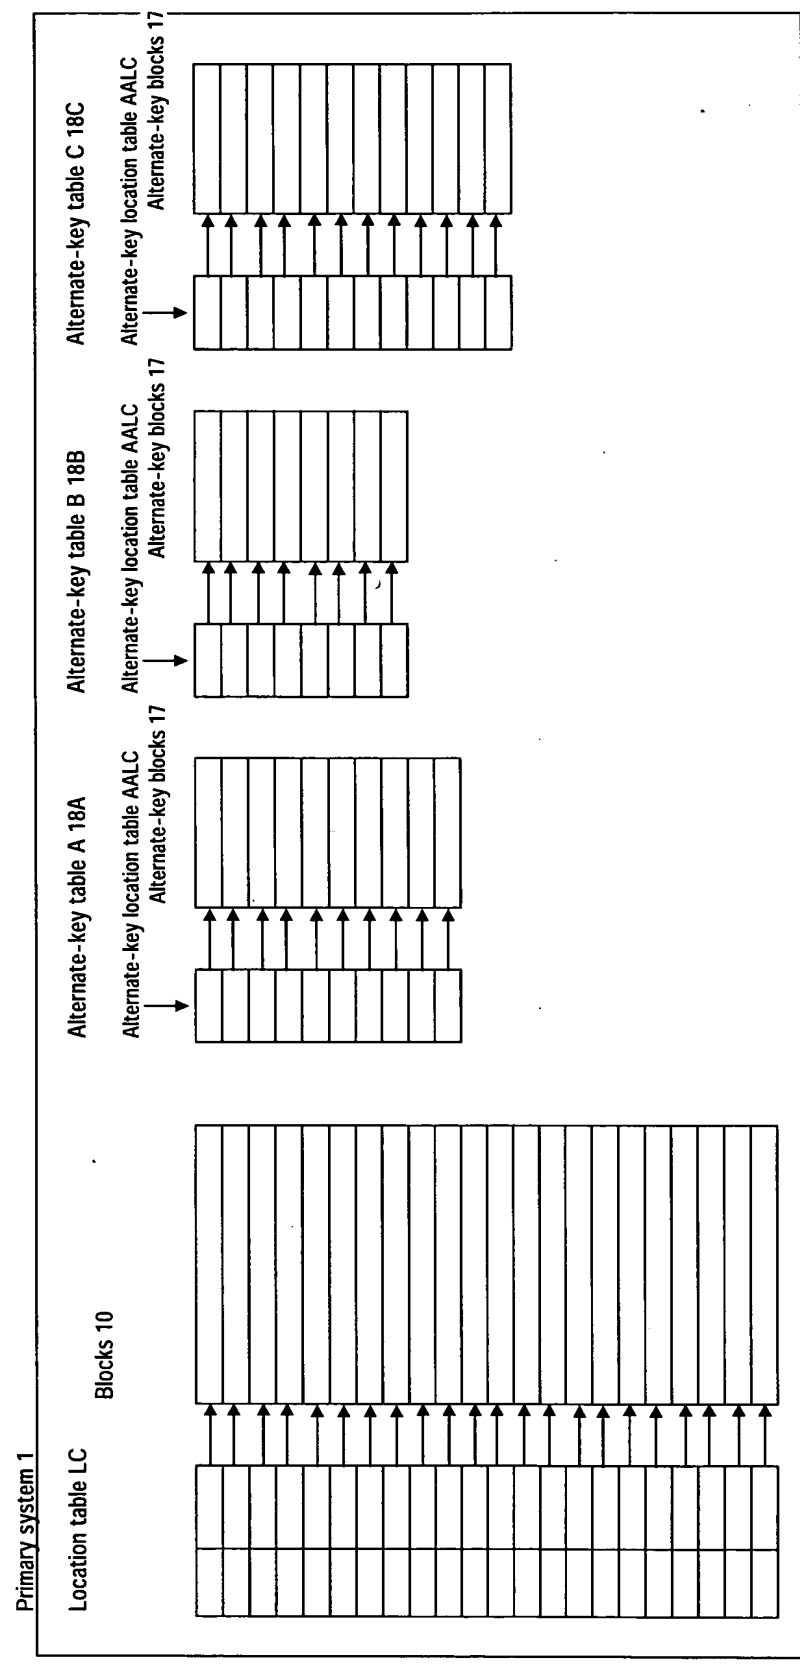 Primary system 1
Location table LC
Blocks 10
Alternate-key table A 18A
Alternate-key location table AALC
Alternate-key blocks 17
Alternate-key table B 18B
Alternate-key location table AALC
Alternate-key blocks 17
Alternate-key table C 18C
Alternate-key location table AALC
Alternate-key blocks 17